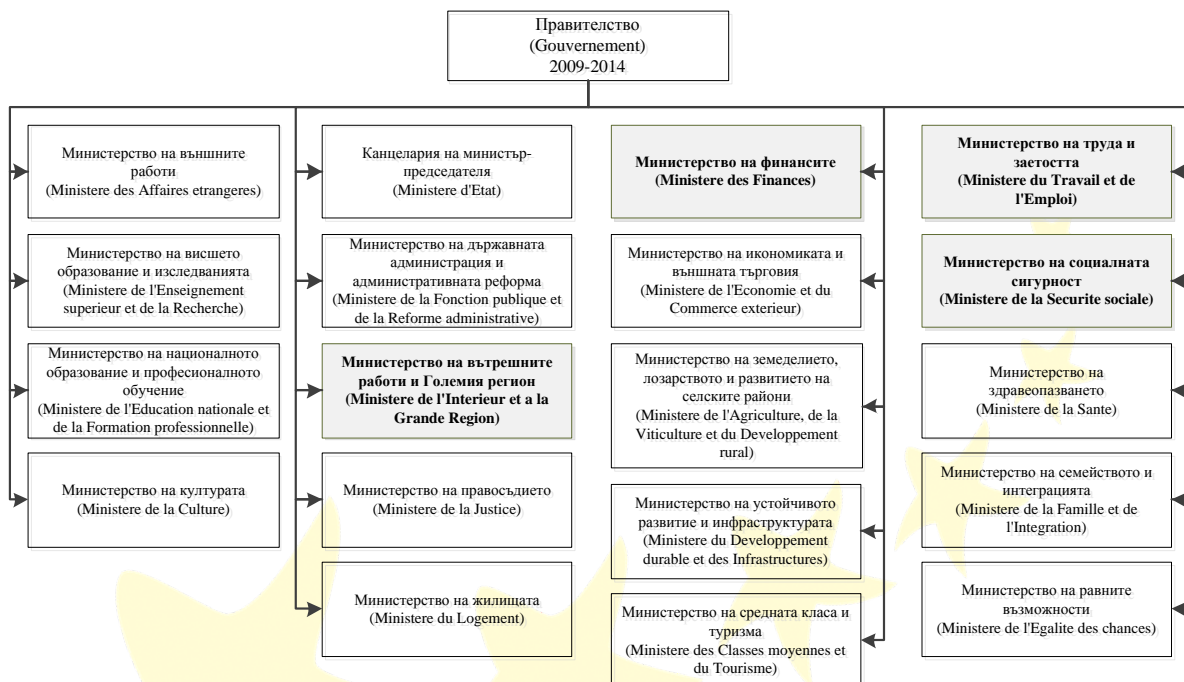 Правителство
(Gouvernement)
2009-2014
Министерство на външните
работи
(Ministere des Affaires etrangeres)
Министерство на висшето
образование и изследванията
(Ministere de l'Enseignement
superieur et de la Recherche)
Министерство на националното
образование и професионалното
обучение
(Ministere de l'Education nationale et
de la Formation professionnelle)
Министерство на културата
(Ministere de la Culture)
Канцелария на министър-
председателя
(Ministere d'Etat)
Министерство на държавната
администрация и
административната реформа
(Ministere de la Fonction publique et
de la Reforme administrative)
Министерство на вътрешните
работи и Големия регион
(Ministere de l'Interieur et a la
Grande Region)
Министерство на правосъдието
(Ministere de la Justice)
Министерство на жилищата
(Ministere du Logement)
Министерство на финансите
(Ministere des Finances)
Министерство на икономиката и
външната търговия
(Ministere de l'Economie et du
Commerce exterieur)
Министерство на земеделието,
лозарството и развитието на
селските райони
(Ministere de l'Agriculture, de la
Viticulture et du Developpement
rural)
Министерство на устойчивото
развитие и инфраструктурата
(Ministere du Developpement
durable et des Infrastructures)
Министерство на средната класа и
туризма
(Ministere des Classes moyennes et
du Tourisme)
Министерство на труда и
заетостта
(Ministere du Travail et de
l'Emploi)
Министерство на социалната
сигурност
(Ministere de la Securite sociale)
Министерство на
здравеопазването
(Ministere de la Sante)
Министерство на семейството и
интеграцията
(Ministere de la Famille et de
l'Integration)
Министерство на равните
възможности
(Ministere de l'Egalite des chances)